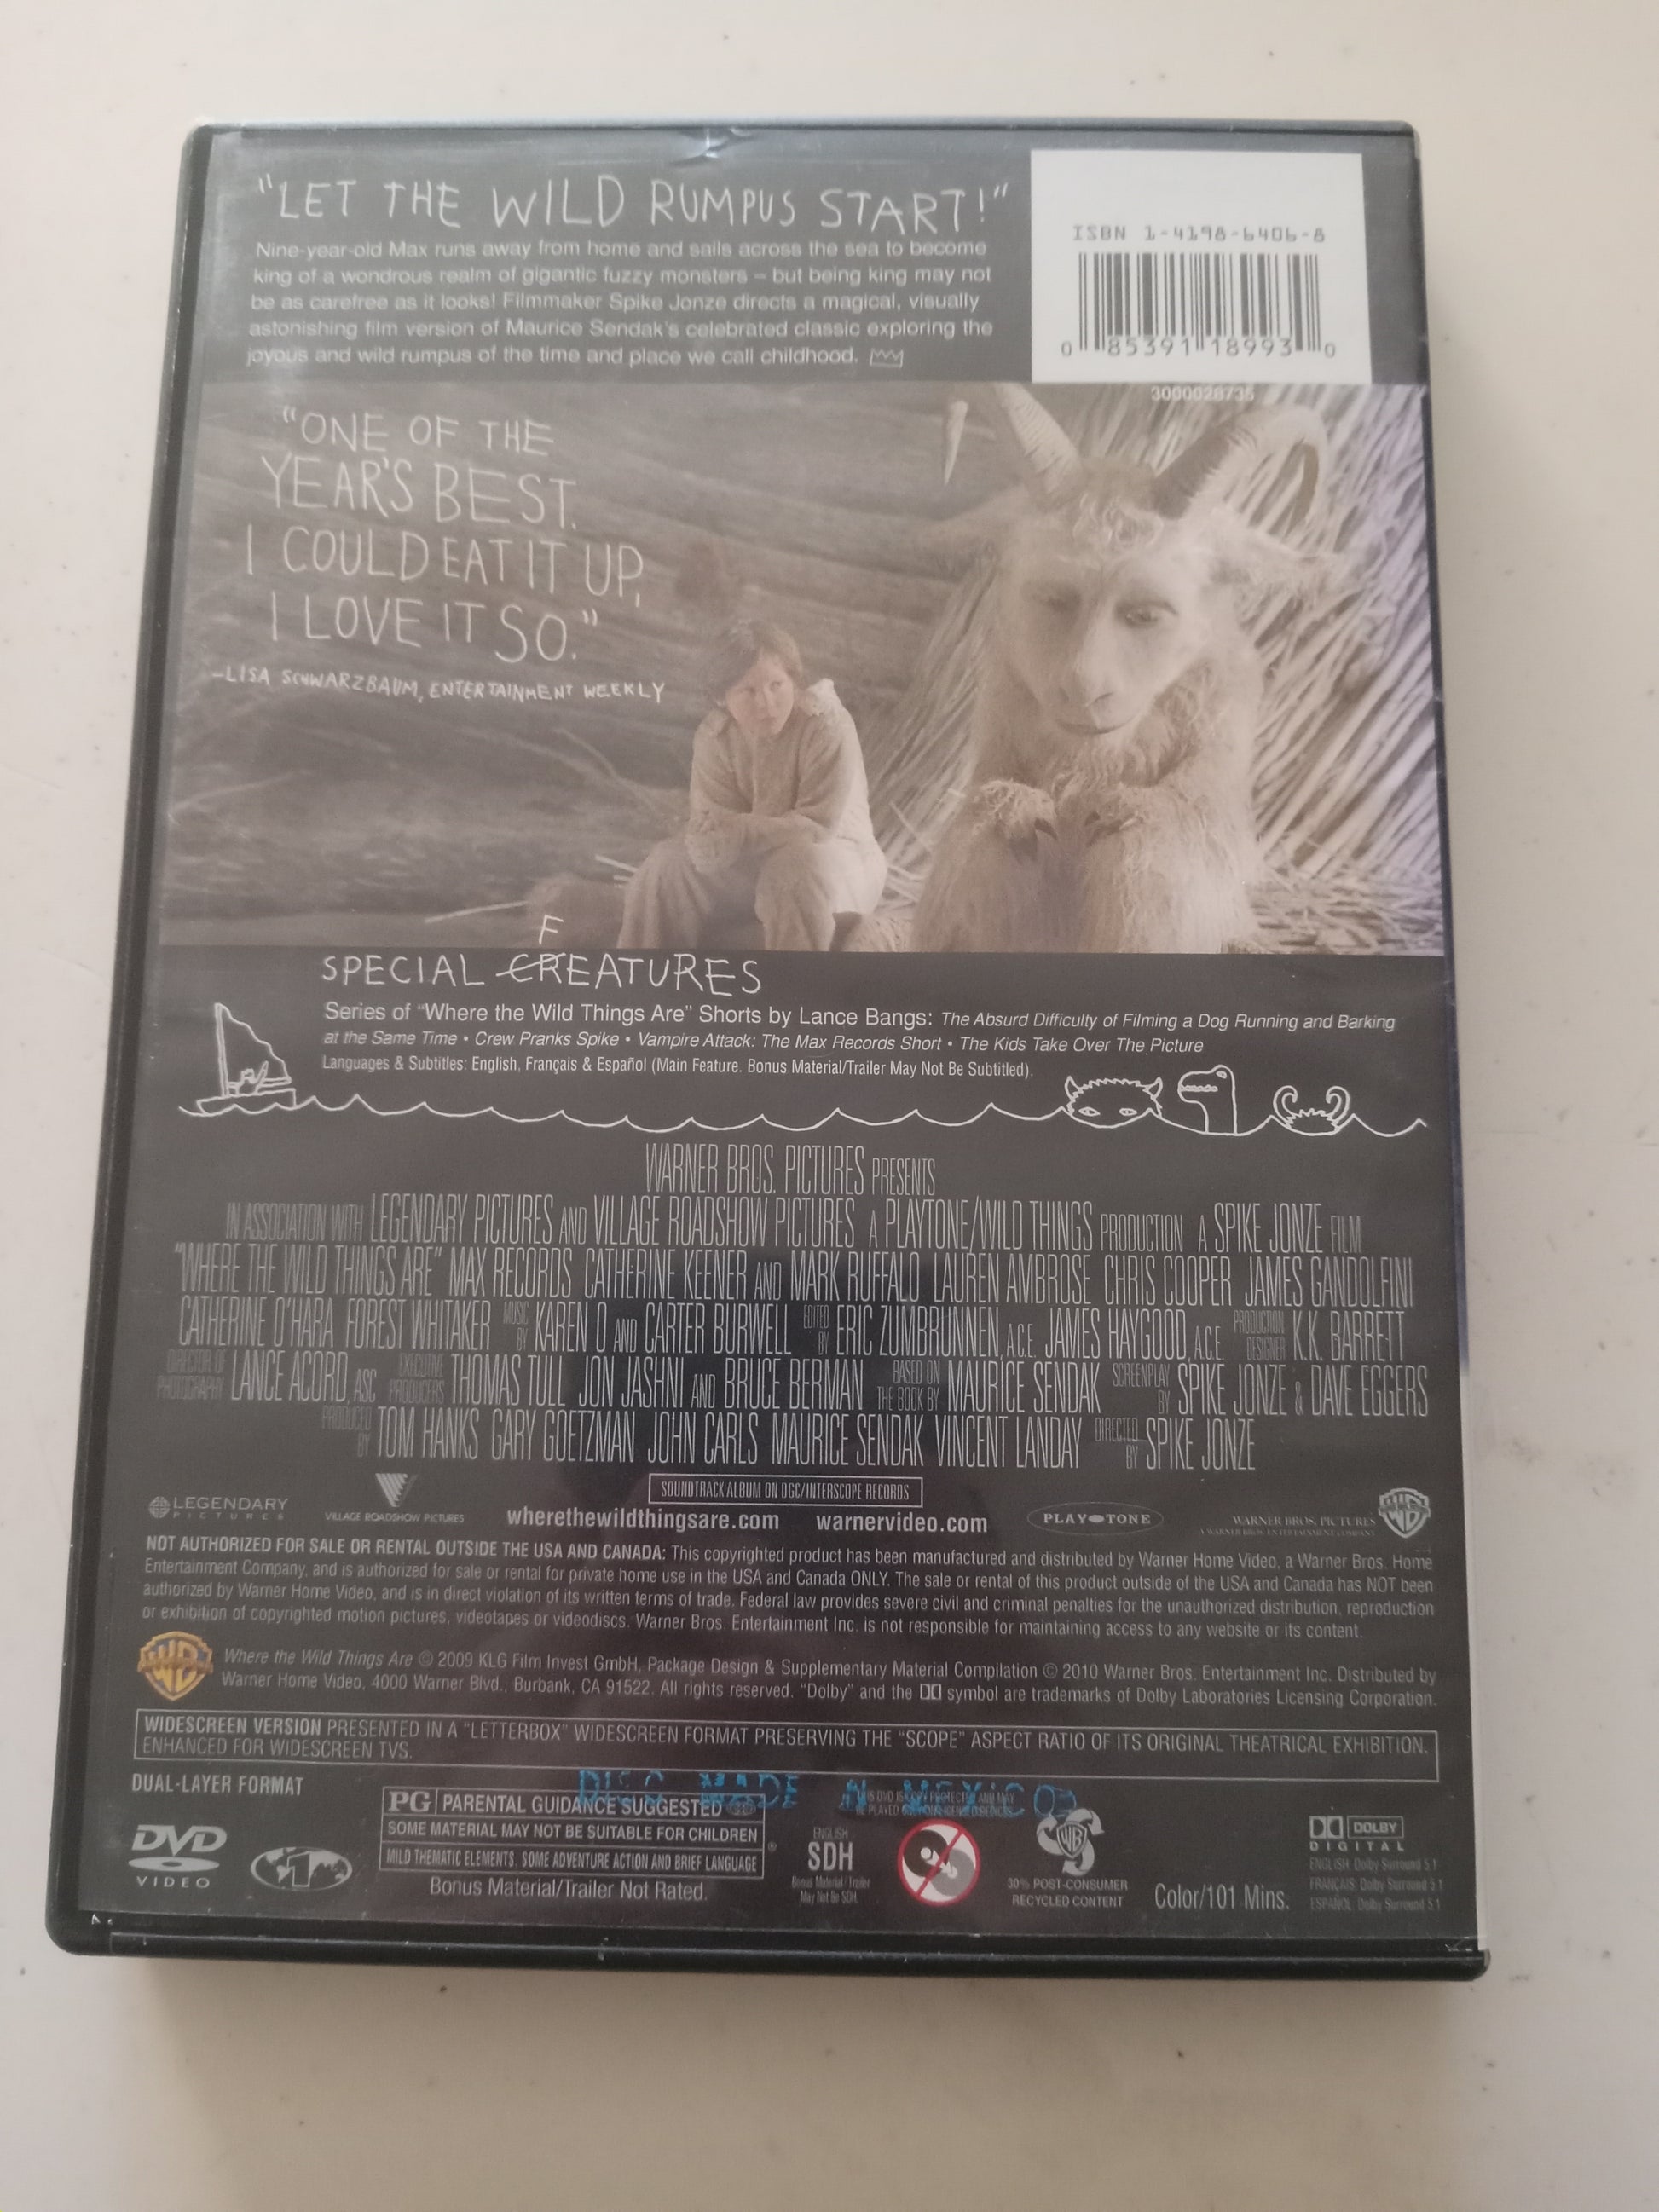 "LET THE WILD RUMPUS START!"
Nine-year-old Max runs away from home and sails across the sea to become
king of a wondrous realm of gigantic fuzzy monsters – but being king may not
be as carefree as it looks! Filmmaker Spike Jonze directs a magical, visually
astonishing film version of Maurice Sendak's celebrated classic exploring the
joyous and wild rumpus of the time and place we call childhood.
ISBN 1-4198-6406-8
0 85391 18993 0
3000028735
"ONE OF THE
YEAR'S BEST.
I COULD EAT IT UP,
I LOVE IT SO."
–LISA SCHWARZBAUM, ENTERTAINMENT WEEKLY
F
SPECIAL CREATURES
Series of "Where the Wild Things Are" Shorts by Lance Bangs: The Absurd Difficulty of Filming a Dog Running and Barking
at the Same Time • Crew Pranks Spike • Vampire Attack: The Max Records Short • The Kids Take Over The Picture
Languages & Subtitles: English, Français & Español (Main Feature. Bonus Material/Trailer May Not Be Subtitled).
WARNER BROS. PICTURES PRESENTS
IN ASSOCIATION WITH LEGENDARY PICTURES AND VILLAGE ROADSHOW PICTURES A PLAYTONE/WILD THINGS PRODUCTION A SPIKE JONZE FILM
"WHERE THE WILD THINGS ARE" MAX RECORDS CATHERINE KEENER AND MARK RUFFALO LAUREN AMBROSE CHRIS COOPER JAMES GANDOLFINI
CATHERINE O'HARA FOREST WHITAKER MUSIC BY KAREN O AND CARTER BURWELL EDITED BY ERIC ZUMBRUNNEN, A.C.E. JAMES HAYGOOD, A.C.E. PRODUCTION DESIGNER K.K. BARRETT
DIRECTOR OF PHOTOGRAPHY LANCE ACORD, ASC EXECUTIVE PRODUCERS THOMAS TULL JON JASHNI AND BRUCE BERMAN BASED ON THE BOOK BY MAURICE SENDAK SCREENPLAY BY SPIKE JONZE & DAVE EGGERS
PRODUCED BY TOM HANKS GARY GOETZMAN JOHN CARLS MAURICE SENDAK VINCENT LANDAY DIRECTED BY SPIKE JONZE
SOUNDTRACK ALBUM ON DGC/INTERSCOPE RECORDS
LEGENDARY PICTURES
VILLAGE ROADSHOW PICTURES
wherethewildthingsare.com warnervideo.com
PLAYTONE
WARNER BROS. PICTURES
NOT AUTHORIZED FOR SALE OR RENTAL OUTSIDE THE USA AND CANADA: This copyrighted product has been manufactured and distributed by Warner Home Video, a Warner Bros. Home
Entertainment Company, and is authorized for sale or rental for private home use in the USA and Canada ONLY. The sale or rental of this product outside of the USA and Canada has NOT been
authorized by Warner Home Video, and is in direct violation of its written terms of trade. Federal law provides severe civil and criminal penalties for the unauthorized distribution, reproduction
or exhibition of copyrighted motion pictures, videotapes or videodiscs. Warner Bros. Entertainment Inc. is not responsible for maintaining access to any website or its content.
Where the Wild Things Are © 2009 KLG Film Invest GmbH, Package Design & Supplementary Material Compilation © 2010 Warner Bros. Entertainment Inc. Distributed by
Warner Home Video, 4000 Warner Blvd., Burbank, CA 91522. All rights reserved. "Dolby" and the DD symbol are trademarks of Dolby Laboratories Licensing Corporation.
WIDESCREEN VERSION PRESENTED IN A "LETTERBOX" WIDESCREEN FORMAT PRESERVING THE "SCOPE" ASPECT RATIO OF ITS ORIGINAL THEATRICAL EXHIBITION.
ENHANCED FOR WIDESCREEN TVS.
DUAL-LAYER FORMAT
DISC MADE IN MEXICO
DVD
VIDEO
1
PG PARENTAL GUIDANCE SUGGESTED
SOME MATERIAL MAY NOT BE SUITABLE FOR CHILDREN
MILD THEMATIC ELEMENTS, SOME ADVENTURE ACTION AND BRIEF LANGUAGE
Bonus Material/Trailer Not Rated.
ENGLISH
SDH
Bonus Material/Trailer
May Not Be SDH.
30% POST-CONSUMER
RECYCLED CONTENT
Color/101 Mins.
DOLBY
DIGITAL
ENGLISH: Dolby Surround 5.1
FRANÇAIS: Dolby Surround 5.1
ESPAÑOL: Dolby Surround 5.1